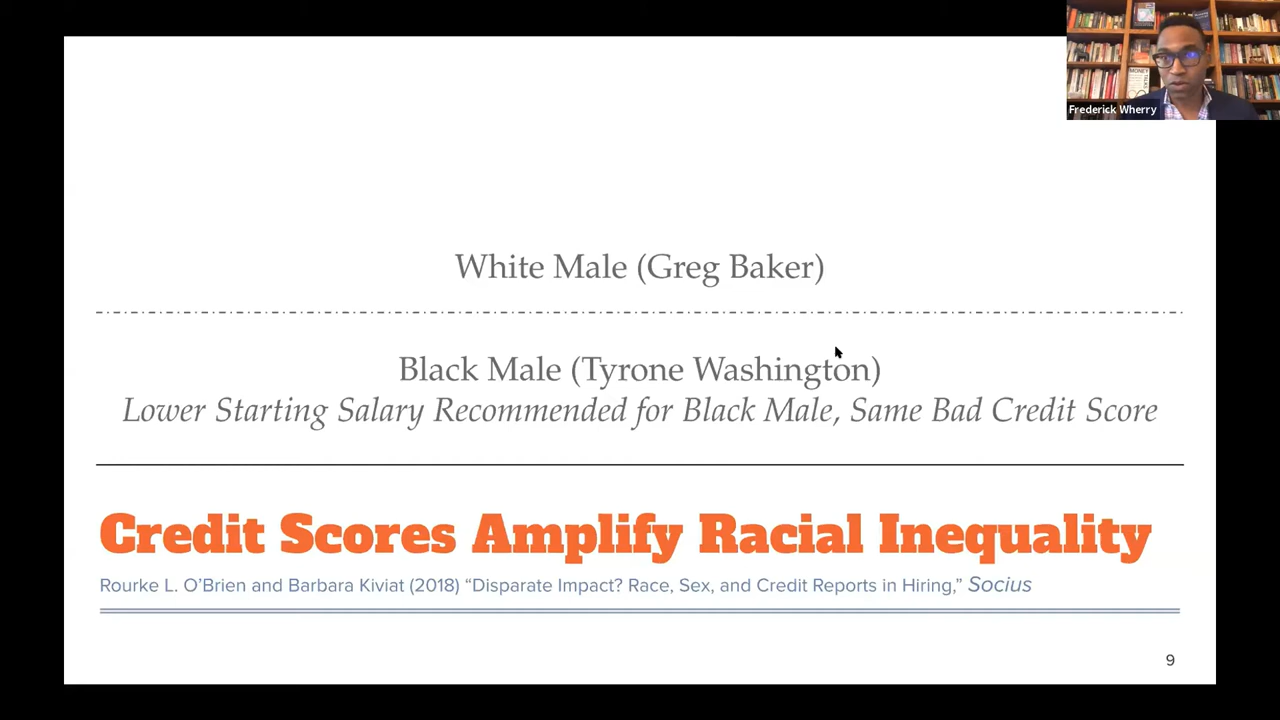 Frederick Wherry
White Male (Greg Baker)
Black Male (Tyrone Washington)
Lower Starting Salary Recommended for Black Male, Same Bad Credit Score
Credit Scores Amplify Racial Inequality
Rourke L. O’Brien and Barbara Kiviat (2018) “Disparate Impact? Race, Sex, and Credit Reports in Hiring,” Socius
9